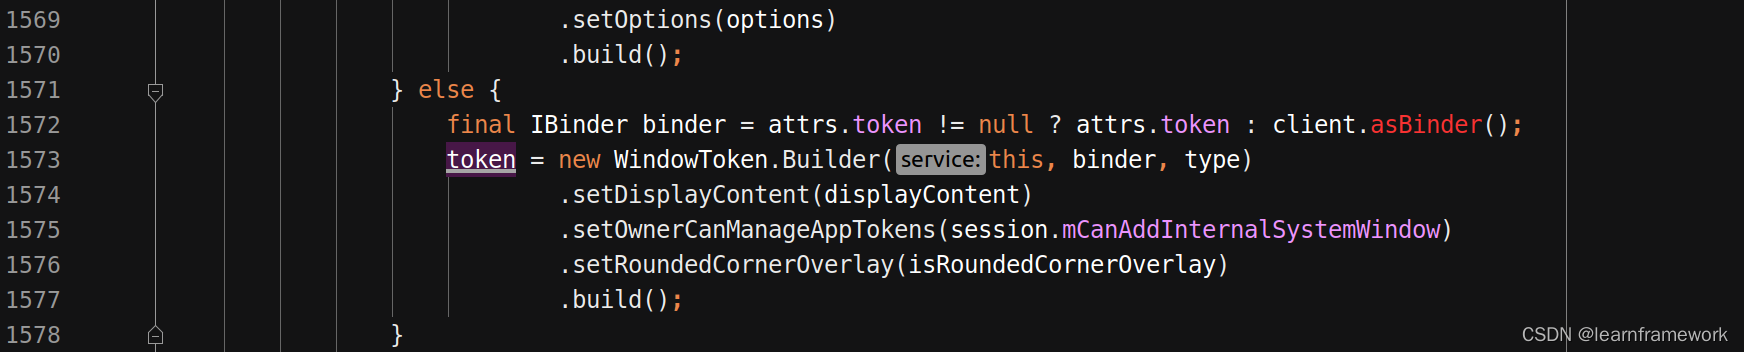 1569 .setOptions(options)
1570 .build();
1571 } else {
1572 final IBinder binder = attrs.token != null ? attrs.token : client.asBinder();
1573 token = new WindowToken.Builder( service: this, binder, type)
1574 .setDisplayContent(displayContent)
1575 .setOwnerCanManageAppTokens(session.mCanAddInternalSystemWindow)
1576 .setRoundedCornerOverlay(isRoundedCornerOverlay)
1577 .build();
1578 }
CSDN @learnframework